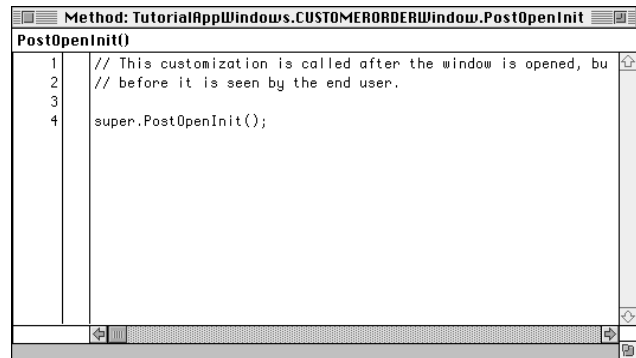 Method: TutorialAppWindows.CUSTOMERORDERWindow.PostOpenInit
PostOpenInit()
1 // This customization is called after the window is opened, bu
2 // before it is seen by the end user.
3
4 super.PostOpenInit();